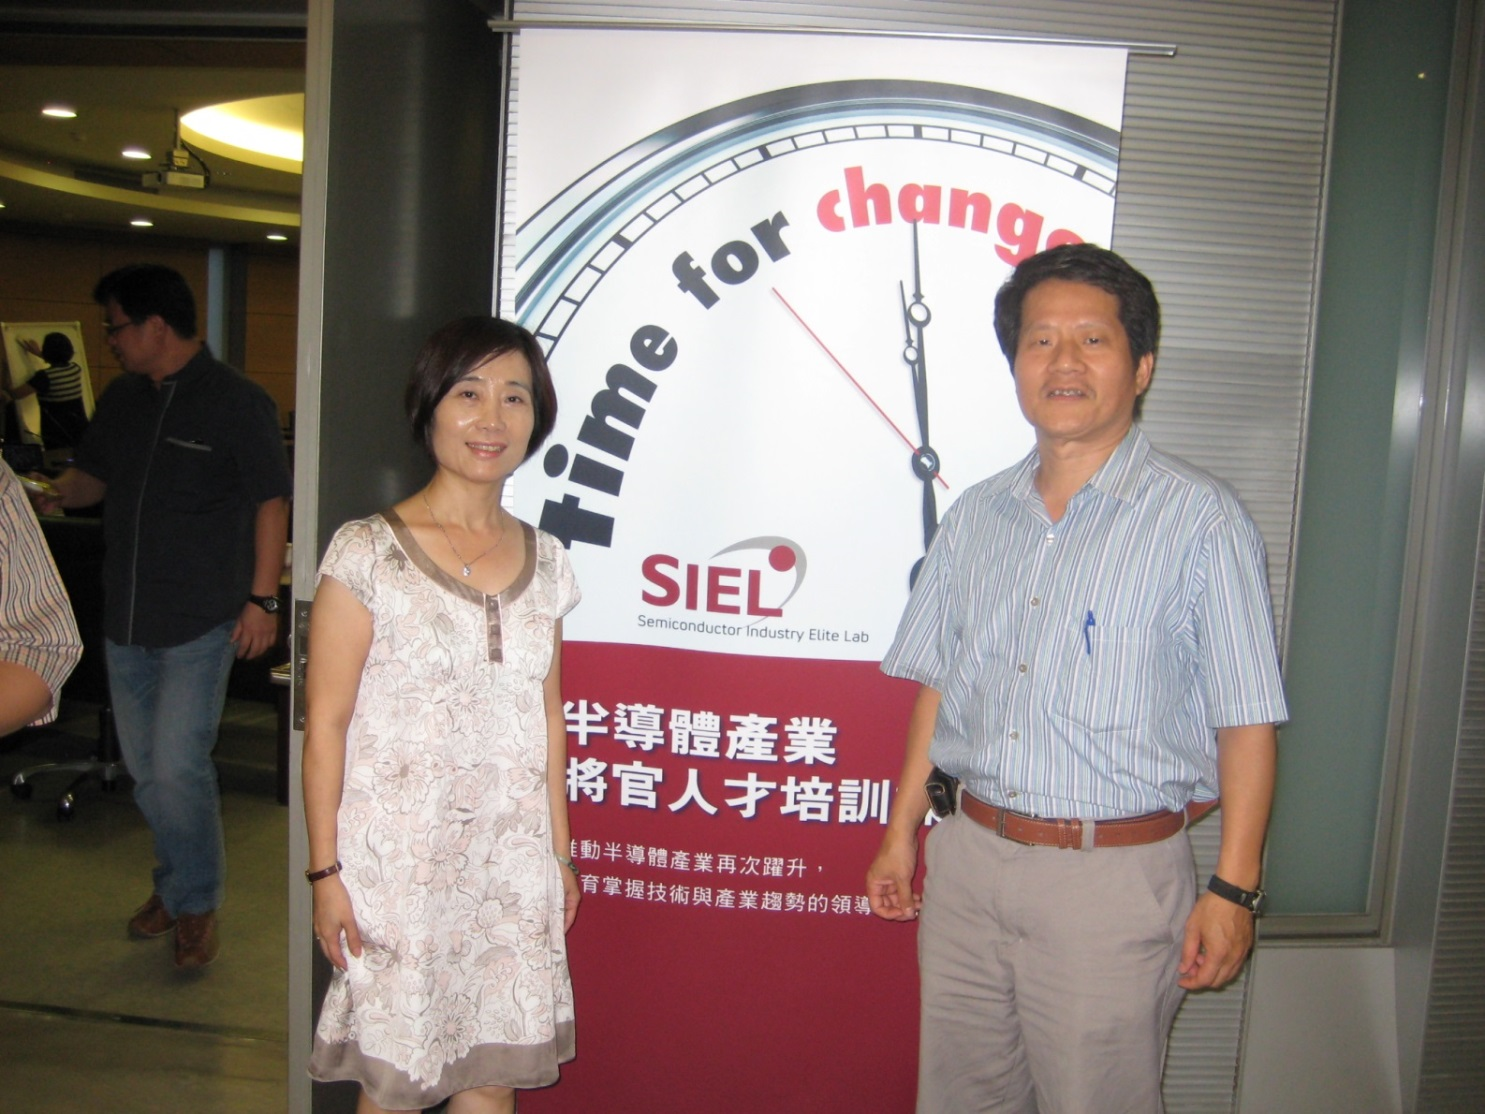 time for change
SIEL
Semiconductor Industry Elite Lab
半導體產業
將官人才培訓
推動半導體產業再次躍升，
育掌握技術與產業趨勢的領導